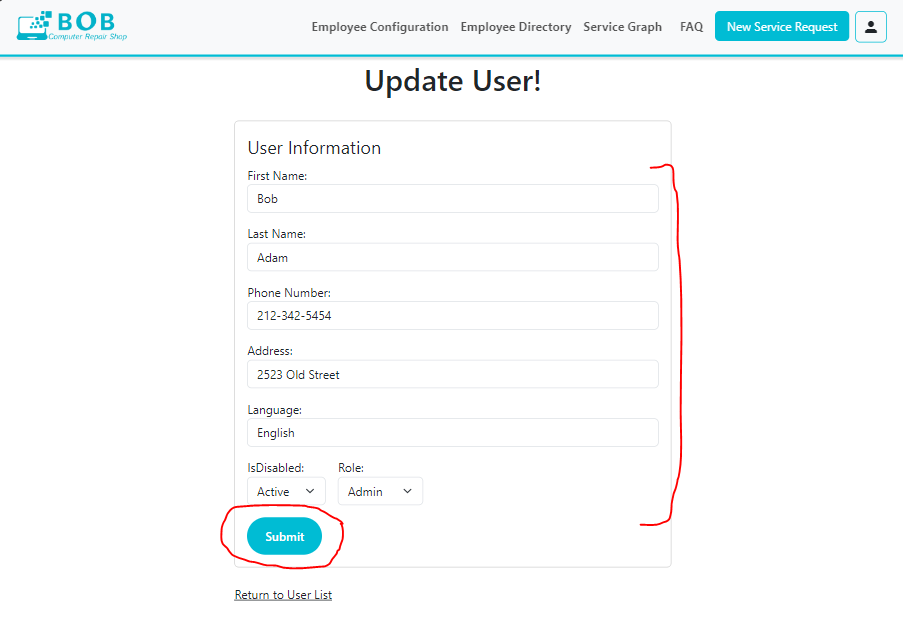 BOB
Computer Repair Shop
Employee Configuration Employee Directory Service Graph FAQ New Service Request
Update User!
User Information
First Name:
Bob
Last Name:
Adam
Phone Number:
212-342-5454
Address:
2523 Old Street
Language:
English
IsDisabled: Role:
Active Admin
Submit
Return to User List